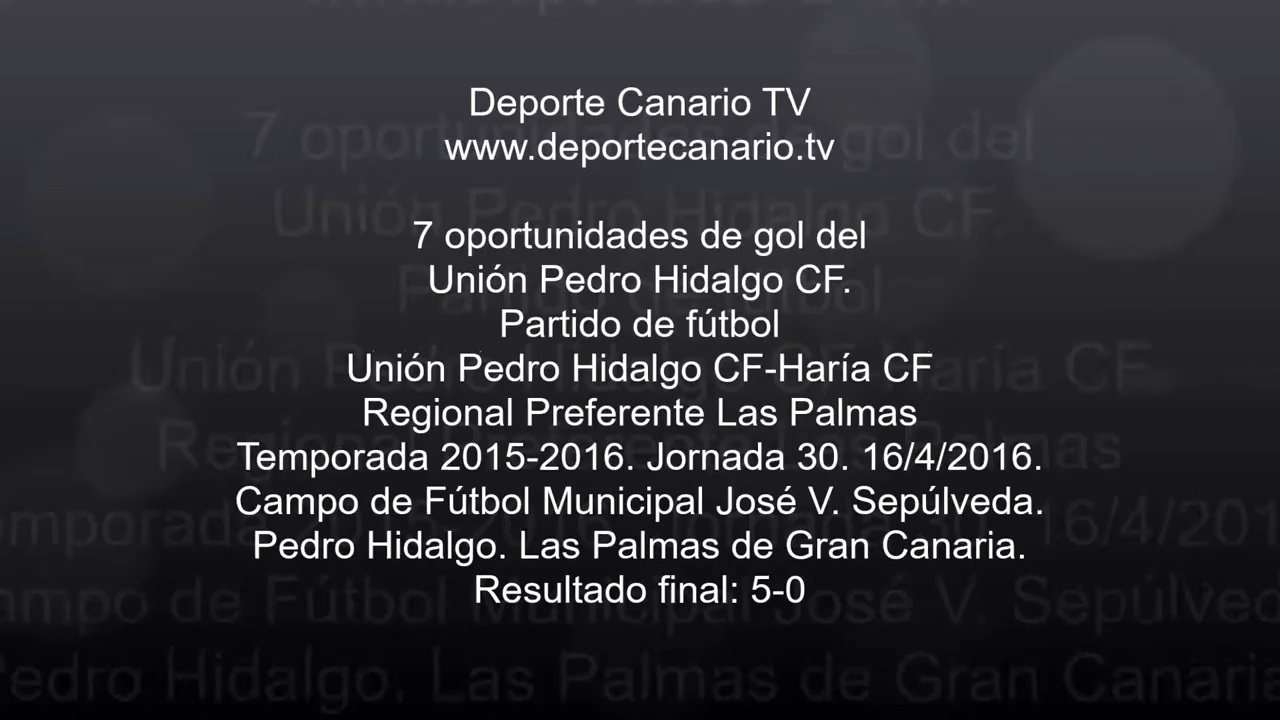 Deporte Canario TV
www.deportecanario.tv
7 oportunidades de gol del
Unión Pedro Hidalgo CF.
Partido de fútbol
Unión Pedro Hidalgo CF-Haría CF
Regional Preferente Las Palmas
Temporada 2015-2016. Jornada 30. 16/4/2016.
Campo de Fútbol Municipal José V. Sepúlveda.
Pedro Hidalgo. Las Palmas de Gran Canaria.
Resultado final: 5-0